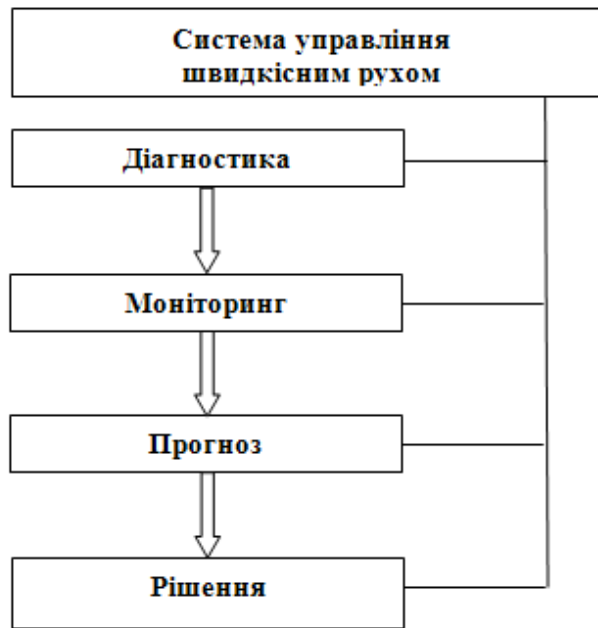 Система управління
швидкісним рухом
Діагностика
Моніторинг
Прогноз
Рішення